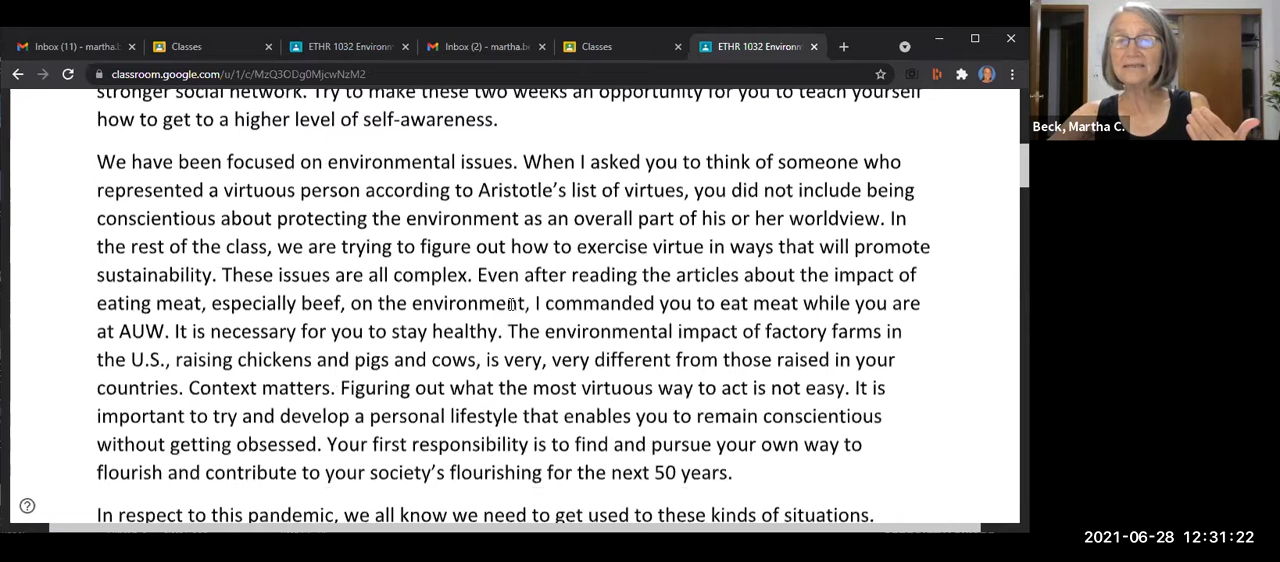 Inbox (11) - martha.b
Classes
ETHR 1032 Environm
Inbox (2) - martha.be
Classes
ETHR 1032 Environm
classroom.google.com/u/1/c/MzQ3ODg0MjcwNzM2
stronger social network. Try to make these two weeks an opportunity for you to teach yourself
how to get to a higher level of self-awareness.
We have been focused on environmental issues. When I asked you to think of someone who
represented a virtuous person according to Aristotle's list of virtues, you did not include being
conscientious about protecting the environment as an overall part of his or her worldview. In
the rest of the class, we are trying to figure out how to exercise virtue in ways that will promote
sustainability. These issues are all complex. Even after reading the articles about the impact of
eating meat, especially beef, on the environment, I commanded you to eat meat while you are
at AUW. It is necessary for you to stay healthy. The environmental impact of factory farms in
the U.S., raising chickens and pigs and cows, is very, very different from those raised in your
countries. Context matters. Figuring out what the most virtuous way to act is not easy. It is
important to try and develop a personal lifestyle that enables you to remain conscientious
without getting obsessed. Your first responsibility is to find and pursue your own way to
flourish and contribute to your society's flourishing for the next 50 years.
In respect to this pandemic, we all know we need to get used to these kinds of situations.
Beck, Martha C.
2021-06-28 12:31:22